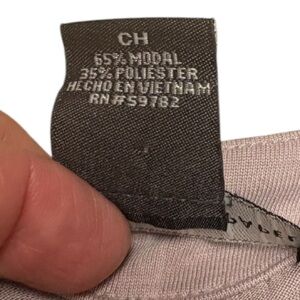 CH
65% MODAL
35% POLIESTER
HECHO EN VIETNAM
RN#59782